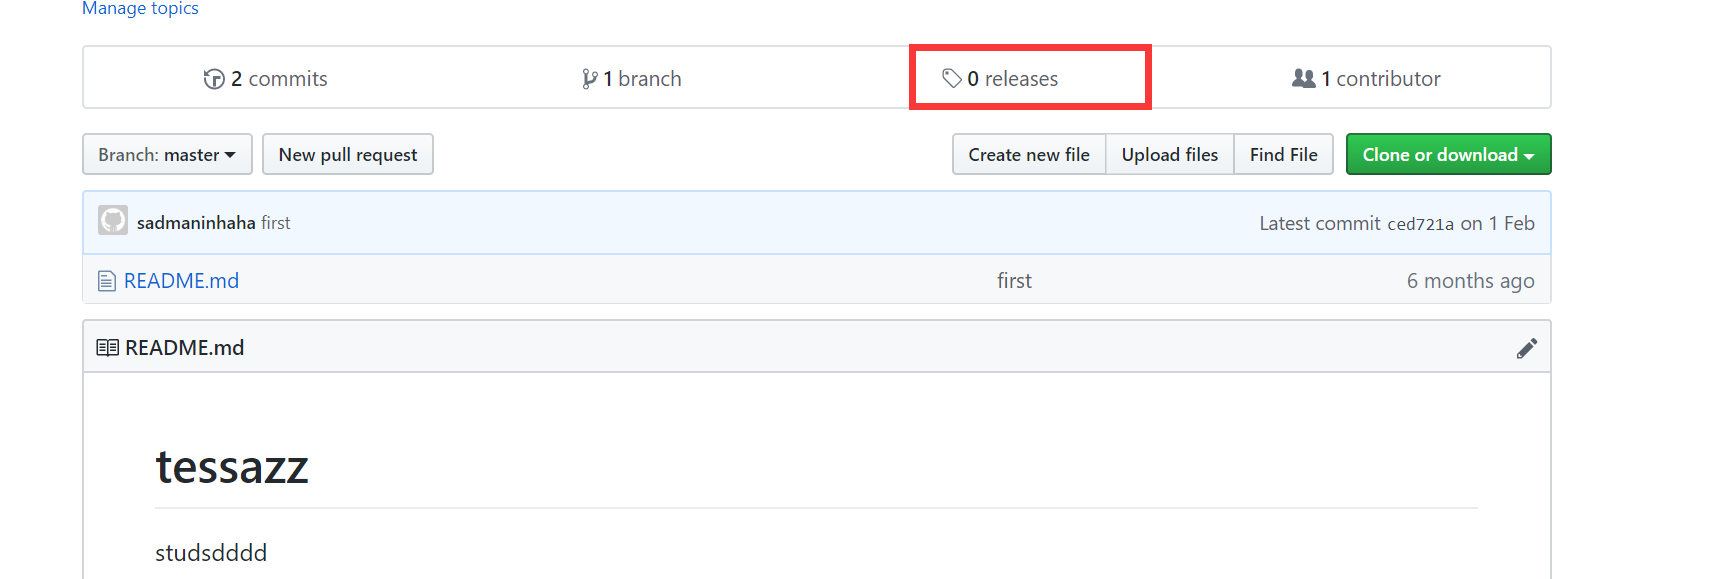 Manage topics
2 commits 1 branch 0 releases 1 contributor
Branch: master New pull request Create new file Upload files Find File Clone or download
sadmaninhaha first Latest commit ced721a on 1 Feb
README.md first 6 months ago
README.md
tessazz
studsdddd